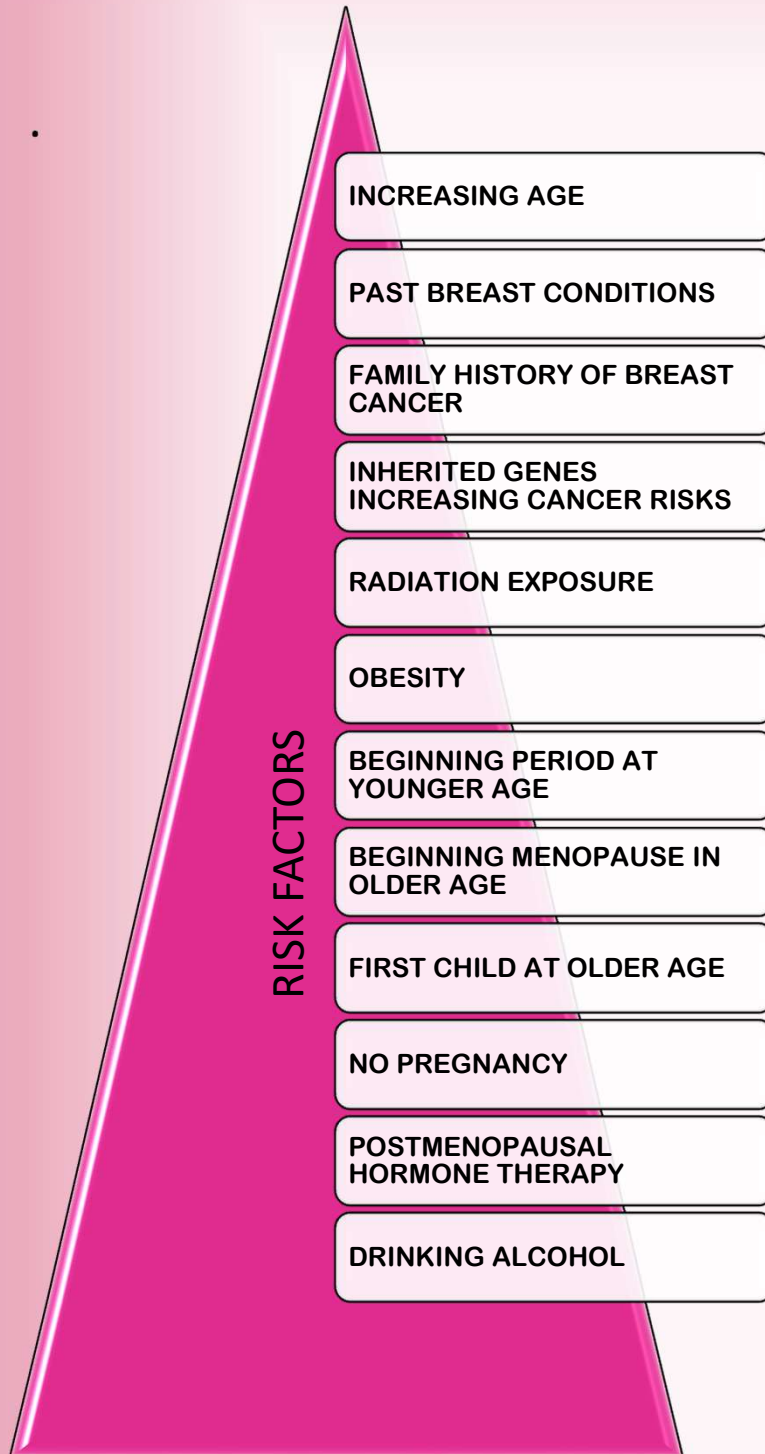 .
INCREASING AGE
PAST BREAST CONDITIONS
FAMILY HISTORY OF BREAST
CANCER
INHERITED GENES
INCREASING CANCER RISKS
RADIATION EXPOSURE
OBESITY
RISK FACTORS
BEGINNING PERIOD AT
YOUNGER AGE
BEGINNING MENOPAUSE IN
OLDER AGE
FIRST CHILD AT OLDER AGE
NO PREGNANCY
POSTMENOPAUSAL
HORMONE THERAPY
DRINKING ALCOHOL